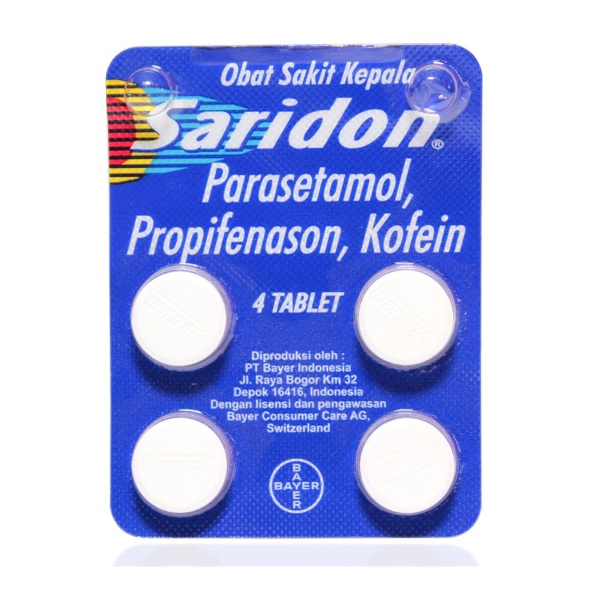 Obat Sakit Kepala
Saridon®
Parasetamol,
Propifenason, Kofein
4 TABLET
Diproduksi oleh :
PT Bayer Indonesia
Jl. Raya Bogor Km 32
Depok 16416, Indonesia
Dengan lisensi dan pengawasan
Bayer Consumer Care AG,
Switzerland
BAYER
BAYER